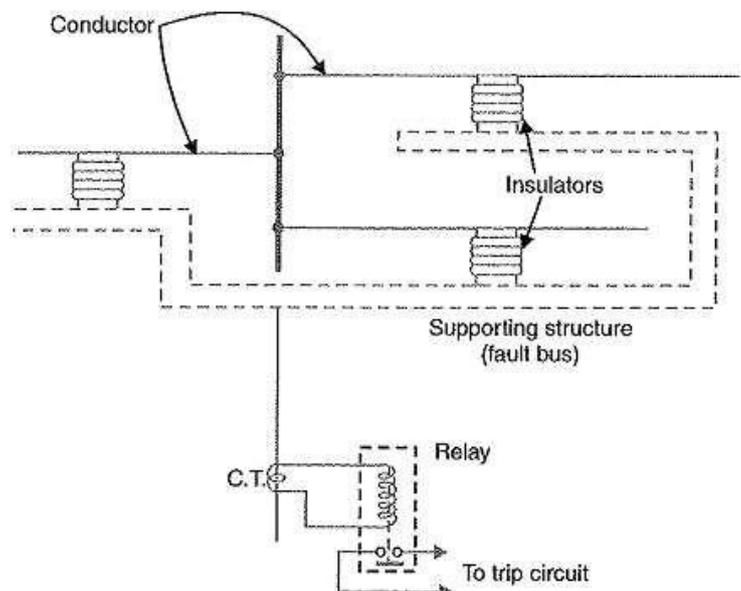 Conductor
Insulators
Supporting structure
(fault bus)
Relay
C.T.
To trip circuit